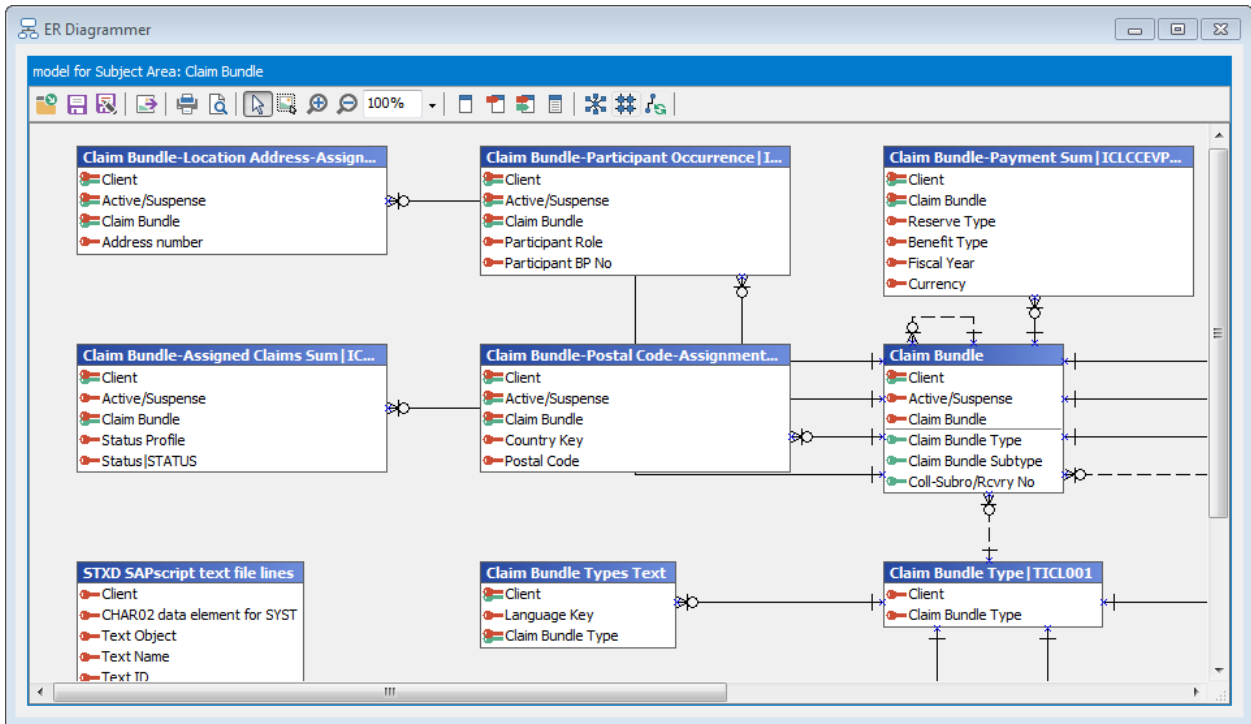 ER Diagrammer
model for Subject Area: Claim Bundle
100%
Claim Bundle-Location Address-Assign...
Client
Active/Suspense
Claim Bundle
Address number
Claim Bundle-Participant Occurrence|I...
Client
Active/Suspense
Claim Bundle
Participant Role
Participant BP No
Claim Bundle-Payment Sum|ICLCCEVP...
Client
Claim Bundle
Reserve Type
Benefit Type
Fiscal Year
Currency
Claim Bundle-Assigned Claims Sum|IC...
Client
Active/Suspense
Claim Bundle
Status Profile
Status|STATUS
Claim Bundle-Postal Code-Assignment...
Client
Active/Suspense
Claim Bundle
Country Key
Postal Code
Claim Bundle
Client
Active/Suspense
Claim Bundle
Claim Bundle Type
Claim Bundle Subtype
Coll-Subro/Rcvry No
STXD SAPscript text file lines
Client
CHAR02 data element for SYST
Text Object
Text Name
Text ID
Claim Bundle Types Text
Client
Language Key
Claim Bundle Type
Claim Bundle Type|TICL001
Client
Claim Bundle Type